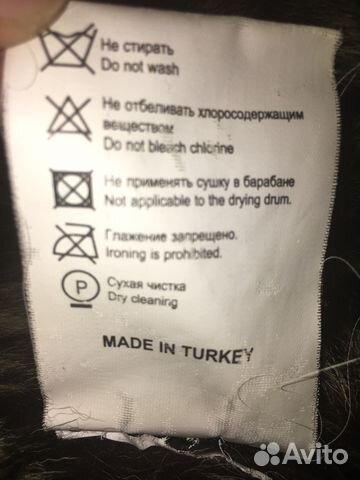 Не стирать
Do not wash
Не отбеливать хлоросодержащим
веществом
Do not bleach chlorine
Не применять сушку в барабане
Not applicable to the drying drum.
Глажение запрещено.
Ironing is prohibited.
P
Сухая чистка
Dry cleaning
MADE IN TURKEY
Avito